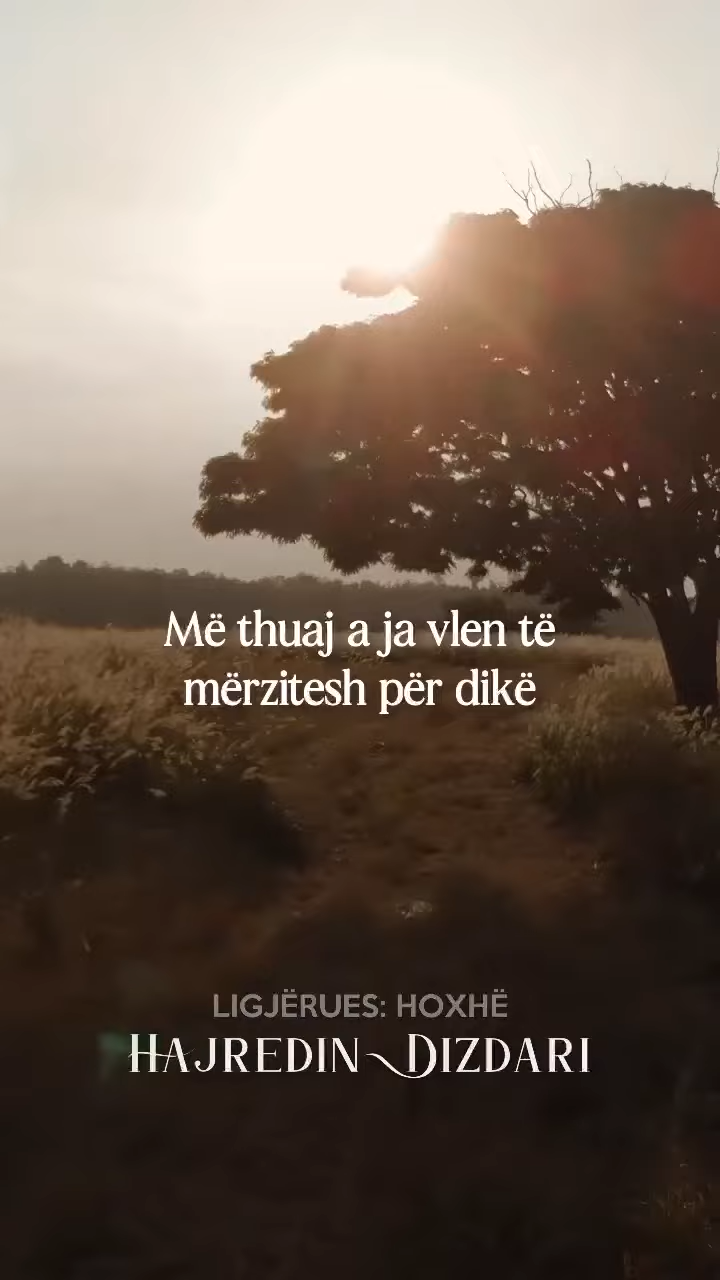 Më thuaj a ja vlen të
mërzitesh për dikë
LIGJËRUES: HOXHË
HAJREDIN DIZDARI